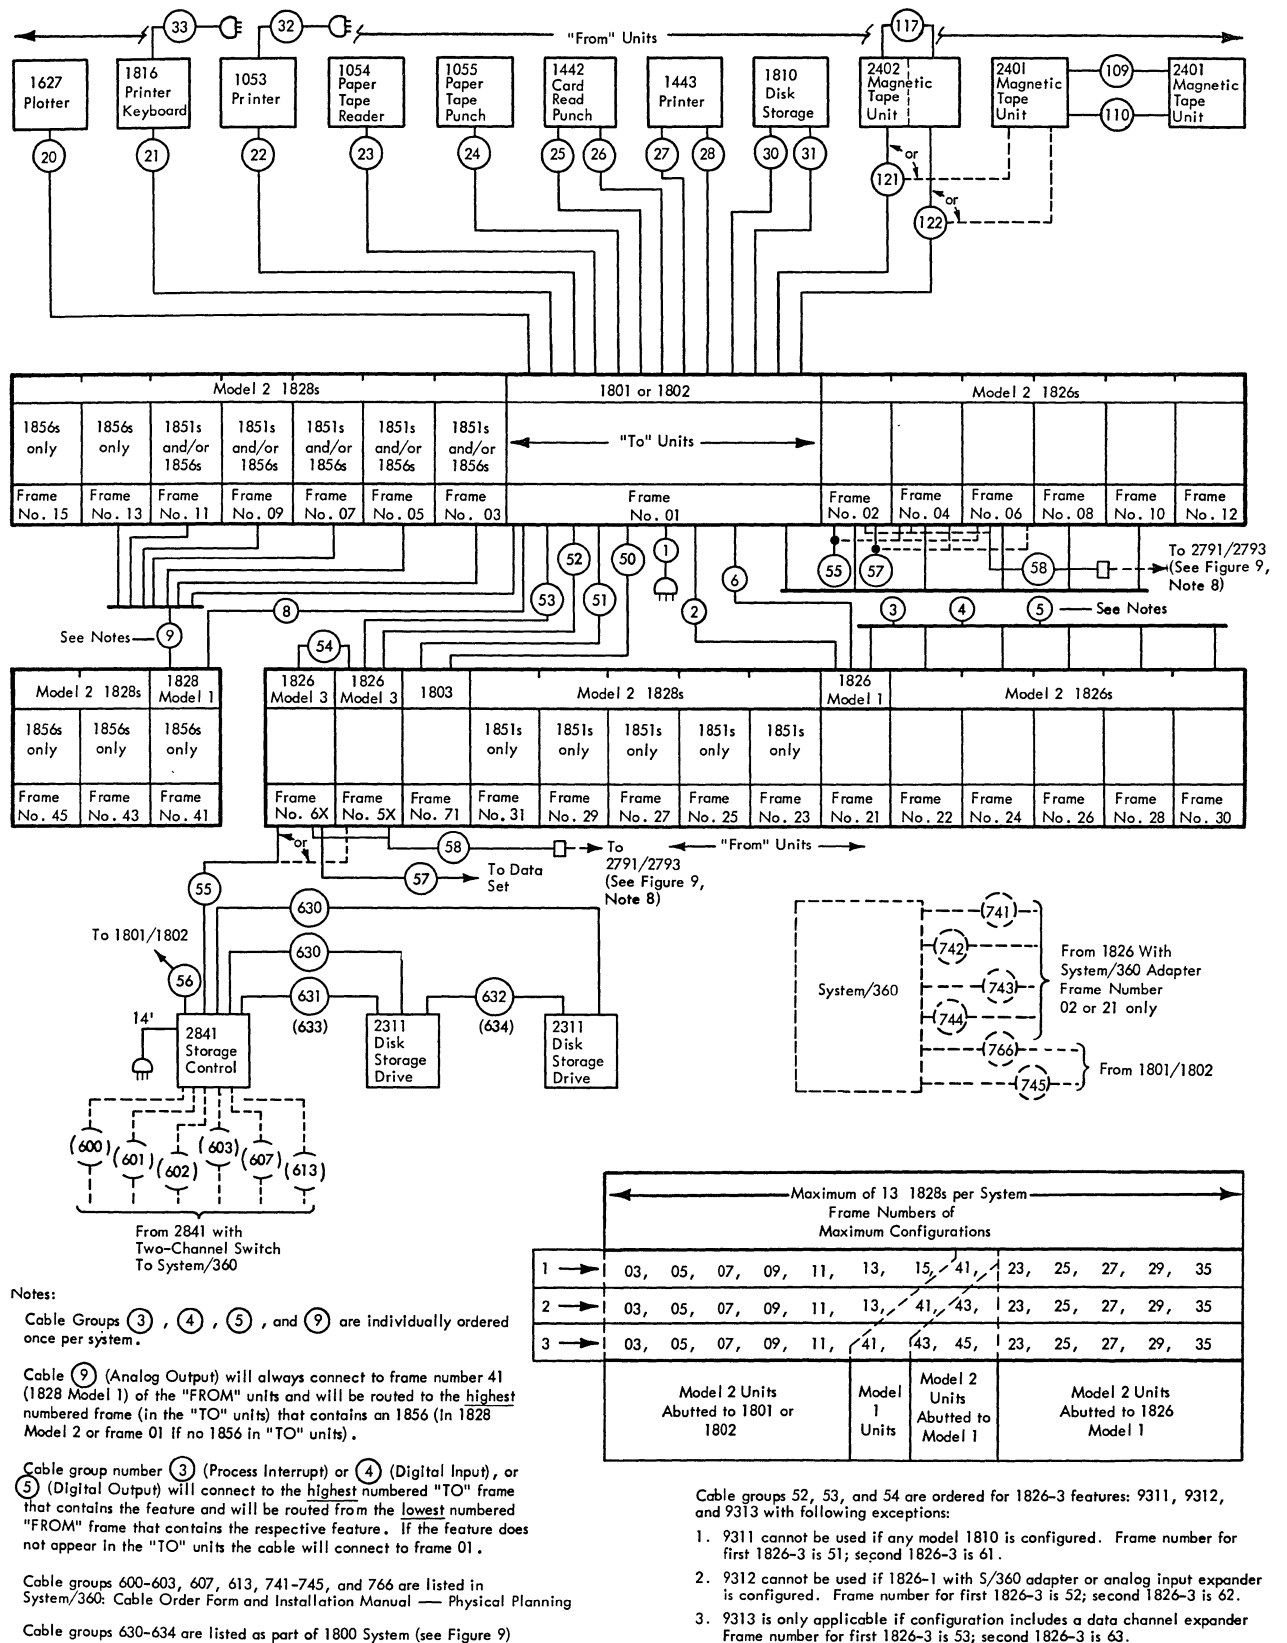 33
32
"From" Units
117
1627
Plotter
1816
Printer
Keyboard
1053
Printer
1054
Paper
Tape
Reader
1055
Paper
Tape
Punch
1442
Card
Read
Punch
1443
Printer
1810
Disk
Storage
2402
Magnetic
Tape
Unit
2401
Magnetic
Tape
Unit
109
110
2401
Magnetic
Tape
Unit
20
21
22
23
24
25
26
27
28
30
31
or
121
or
122
Model 2 1828s
1801 or 1802
Model 2 1826s
1856s
only
1856s
only
1851s
and/or
1856s
1851s
and/or
1856s
1851s
and/or
1856s
1851s
and/or
1856s
1851s
and/or
1856s
"To" Units
Frame
No. 15
Frame
No. 13
Frame
No. 11
Frame
No. 09
Frame
No. 07
Frame
No. 05
Frame
No. 03
Frame
No. 01
Frame
No. 02
Frame
No. 04
Frame
No. 06
Frame
No. 08
Frame
No. 10
Frame
No. 12
53
52
51
50
1
2
6
55
57
58
To 2791/2793
(See Figure 9,
Note 8)
8
See Notes
9
54
3
4
5
See Notes
Model 2 1828s
1828
Model 1
1826
Model 3
1826
Model 3
1803
Model 2 1828s
1826
Model 1
Model 2 1826s
1856s
only
1856s
only
1856s
only
1851s
only
1851s
only
1851s
only
1851s
only
1851s
only
Frame
No. 45
Frame
No. 43
Frame
No. 41
Frame
No. 6X
Frame
No. 5X
Frame
No. 71
Frame
No. 31
Frame
No. 29
Frame
No. 27
Frame
No. 25
Frame
No. 23
Frame
No. 21
Frame
No. 22
Frame
No. 24
Frame
No. 26
Frame
No. 28
Frame
No. 30
or
58
To
2791/2793
(See Figure 9,
Note 8)
"From" Units
57
To Data
Set
55
630
To 1801/1802
630
56
631
(633)
632
(634)
14'
2841
Storage
Control
2311
Disk
Storage
Drive
2311
Disk
Storage
Drive
System/360
741
742
743
744
766
745
From 1826 With
System/360 Adapter
Frame Number
02 or 21 only
From 1801/1802
600
601
602
603
607
613
From 2841 with
Two-Channel Switch
To System/360
Maximum of 13 1828s per System
Frame Numbers of
Maximum Configurations
1 03, 05, 07, 09, 11, 13, 15, 41, 23, 25, 27, 29, 35
2 03, 05, 07, 09, 11, 13, 41, 43, 23, 25, 27, 29, 35
3 03, 05, 07, 09, 11, 41, 43, 45, 23, 25, 27, 29, 35
Model 2 Units
Abutted to 1801 or
1802
Model
1
Units
Model 2
Units
Abutted to
Model 1
Model 2 Units
Abutted to 1826
Model 1
Notes:
Cable Groups 3 , 4 , 5 , and 9 are individually ordered
once per system.
Cable 9 (Analog Output) will always connect to frame number 41
(1828 Model 1) of the "FROM" units and will be routed to the highest
numbered frame (in the "TO" units) that contains an 1856 (In 1828
Model 2 or frame 01 if no 1856 in "TO" units).
Cable group number 3 (Process Interrupt) or 4 (Digital Input), or
5 (Digital Output) will connect to the highest numbered "TO" frame
that contains the feature and will be routed from the lowest numbered
"FROM" frame that contains the respective feature. If the feature does
not appear in the "TO" units the cable will connect to frame 01.
Cable groups 600-603, 607, 613, 741-745, and 766 are listed in
System/360: Cable Order Form and Installation Manual — Physical Planning
Cable groups 630-634 are listed as part of 1800 System (see Figure 9)
Cable groups 52, 53, and 54 are ordered for 1826-3 features: 9311, 9312,
and 9313 with following exceptions:
1. 9311 cannot be used if any model 1810 is configured. Frame number for
first 1826-3 is 51; second 1826-3 is 61.
2. 9312 cannot be used if 1826-1 with S/360 adapter or analog input expander
is configured. Frame number for first 1826-3 is 52; second 1826-3 is 62.
3. 9313 is only applicable if configuration includes a data channel expander
Frame number for first 1826-3 is 53; second 1826-3 is 63.